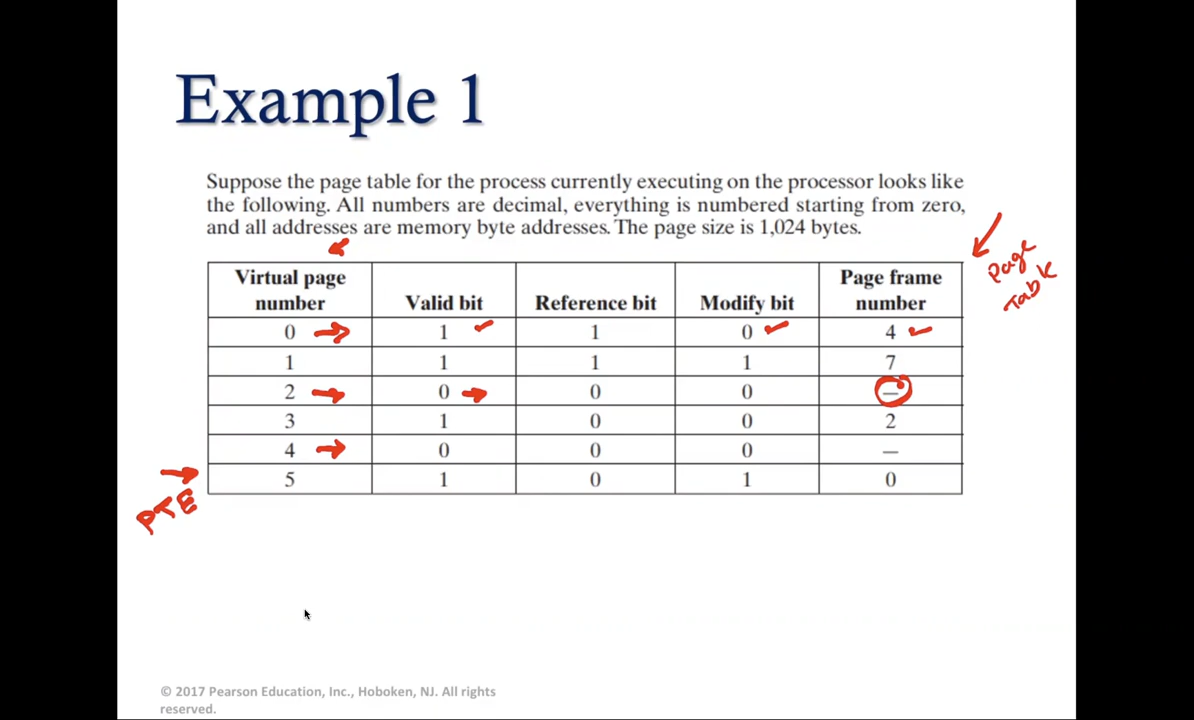 Example 1
Suppose the page table for the process currently executing on the processor looks like
the following. All numbers are decimal, everything is numbered starting from zero,
and all addresses are memory byte addresses. The page size is 1,024 bytes.
Virtual page number Valid bit Reference bit Modify bit Page frame number
0 1 1 0 4
1 1 1 1 7
2 0 0 0 –
3 1 0 0 2
4 0 0 0 –
5 1 0 1 0
Page
PTE
© 2017 Pearson Education, Inc., Hoboken, NJ. All rights
reserved.